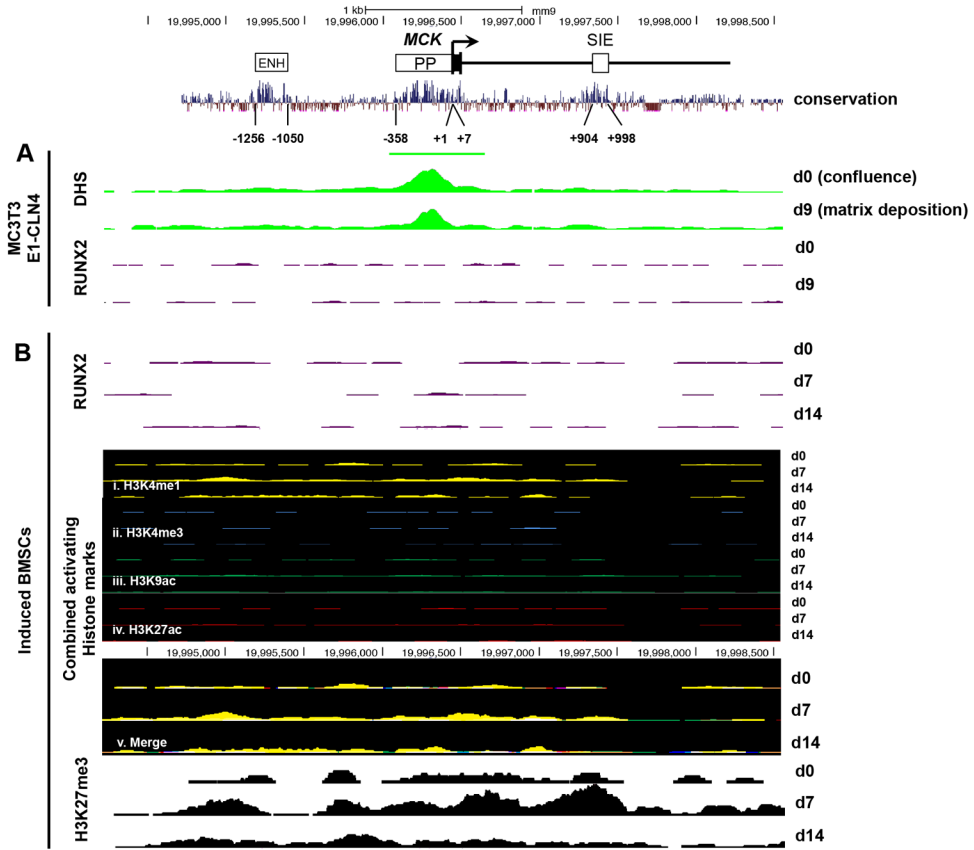 1 kb mm9
19,995,000 19,995,500 19,996,000 19,996,500 19,997,000 19,997,500 19,998,000 19,998,500
MCK SIE
ENH PP
conservation
-1256 -1050 -358 +1 +7 +904 +998
A
MC3T3
E1-CLN4
DHS
d0 (confluence)
d9 (matrix deposition)
RUNX2
d0
d9
B
Induced BMSCs
RUNX2
d0
d7
d14
Combined activating
Histone marks
d0
d7
i. H3K4me1
d14
d0
d7
ii. H3K4me3
d14
d0
d7
iii. H3K9ac
d14
d0
d7
iv. H3K27ac
d14
19,995,000 19,995,500 19,996,000 19,996,500 19,997,000 19,997,500 19,998,000 19,998,500
d0
d7
v. Merge
d14
H3K27me3
d0
d7
d14